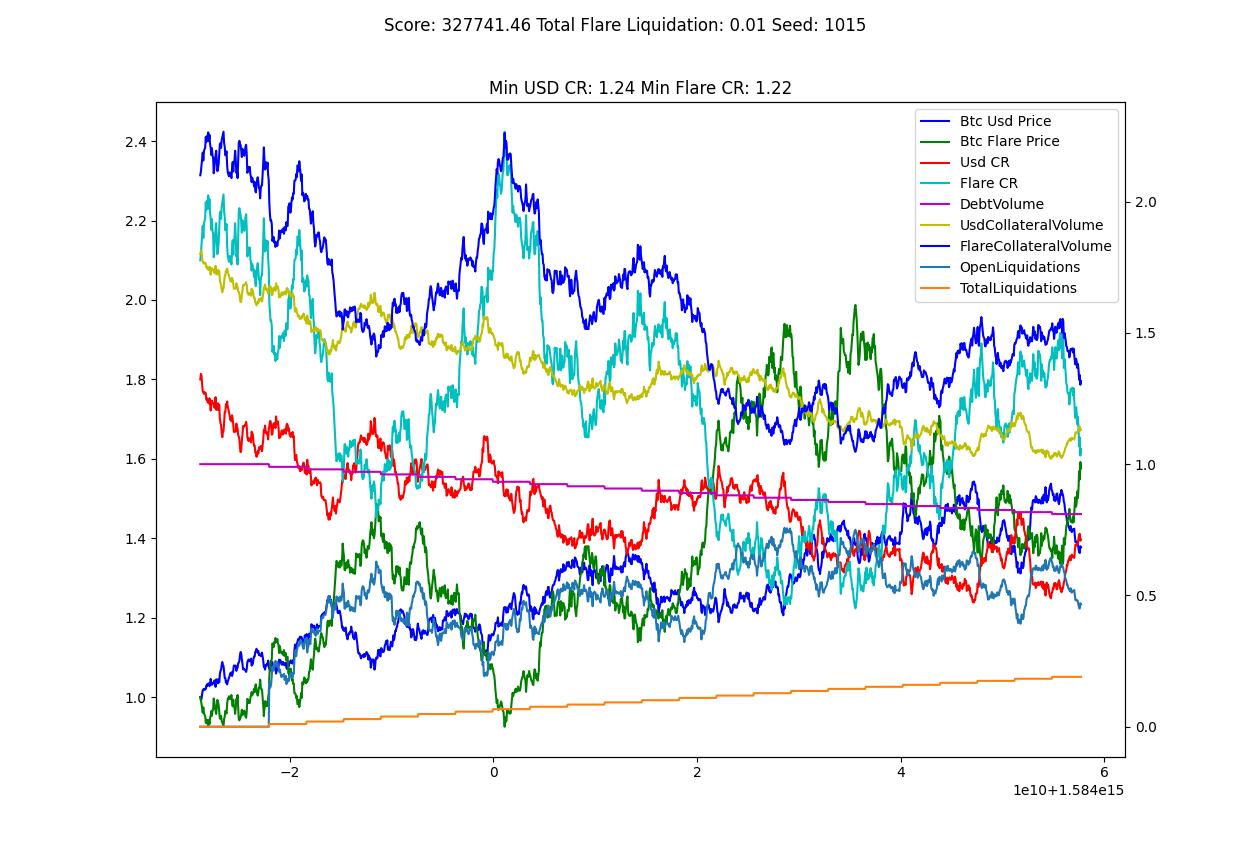 Score: 327741.46 Total Flare Liquidation: 0.01 Seed: 1015
Min USD CR: 1.24 Min Flare CR: 1.22
Btc Usd Price
Btc Flare Price
Usd CR
Flare CR
DebtVolume
UsdCollateralVolume
FlareCollateralVolume
OpenLiquidations
TotalLiquidations
2.4
2.2
2.0
1.8
1.6
1.4
1.2
1.0
2.0
1.5
1.0
0.5
0.0
−2 0 2 4 6
1e10+1.584e15